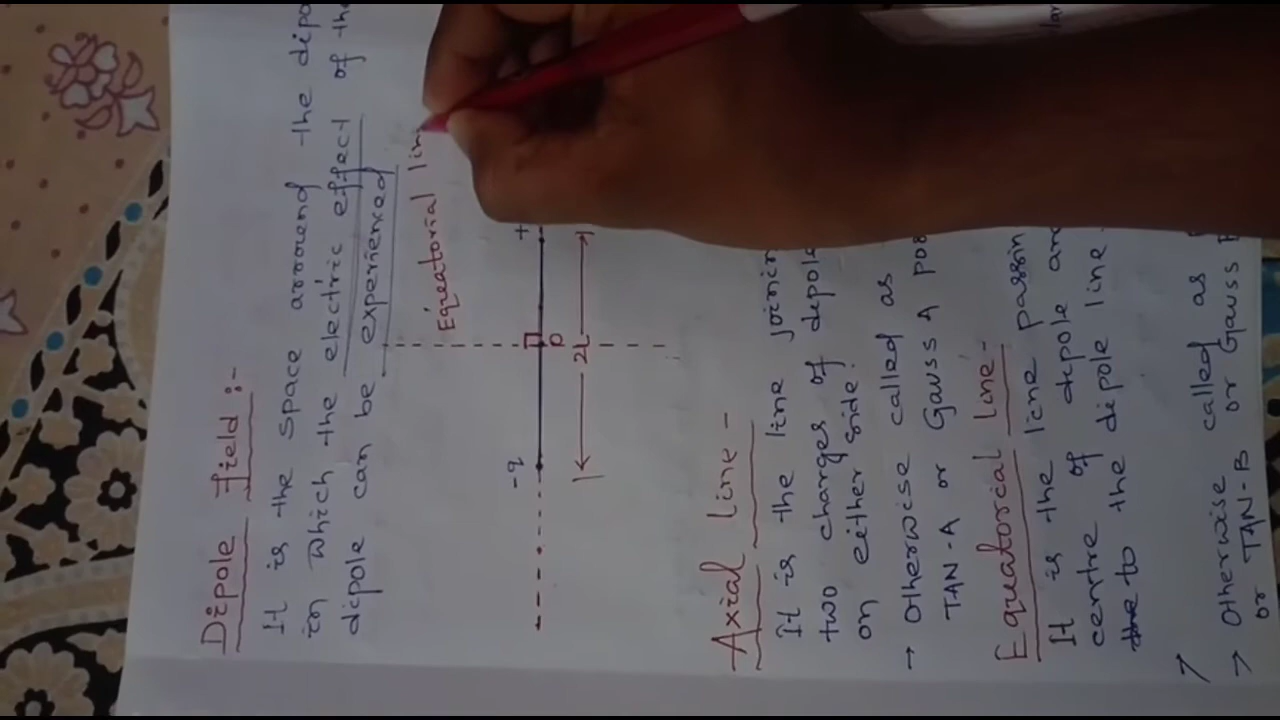 Dipole field :-
It is the space arround the dipo
in which the electric effect of the
dipole can be experienced
Equatorial lin
-q +
O
2l
Axial line -
It is the line joinin
two charges of dipole
on either side.
→ Otherwise called as
TAN-A or Gauss A pos
Equatorial line -
It is the line passin
centre of dipole an
to the dipole line.
→ Otherwise called as
or TAN-B or Gauss B